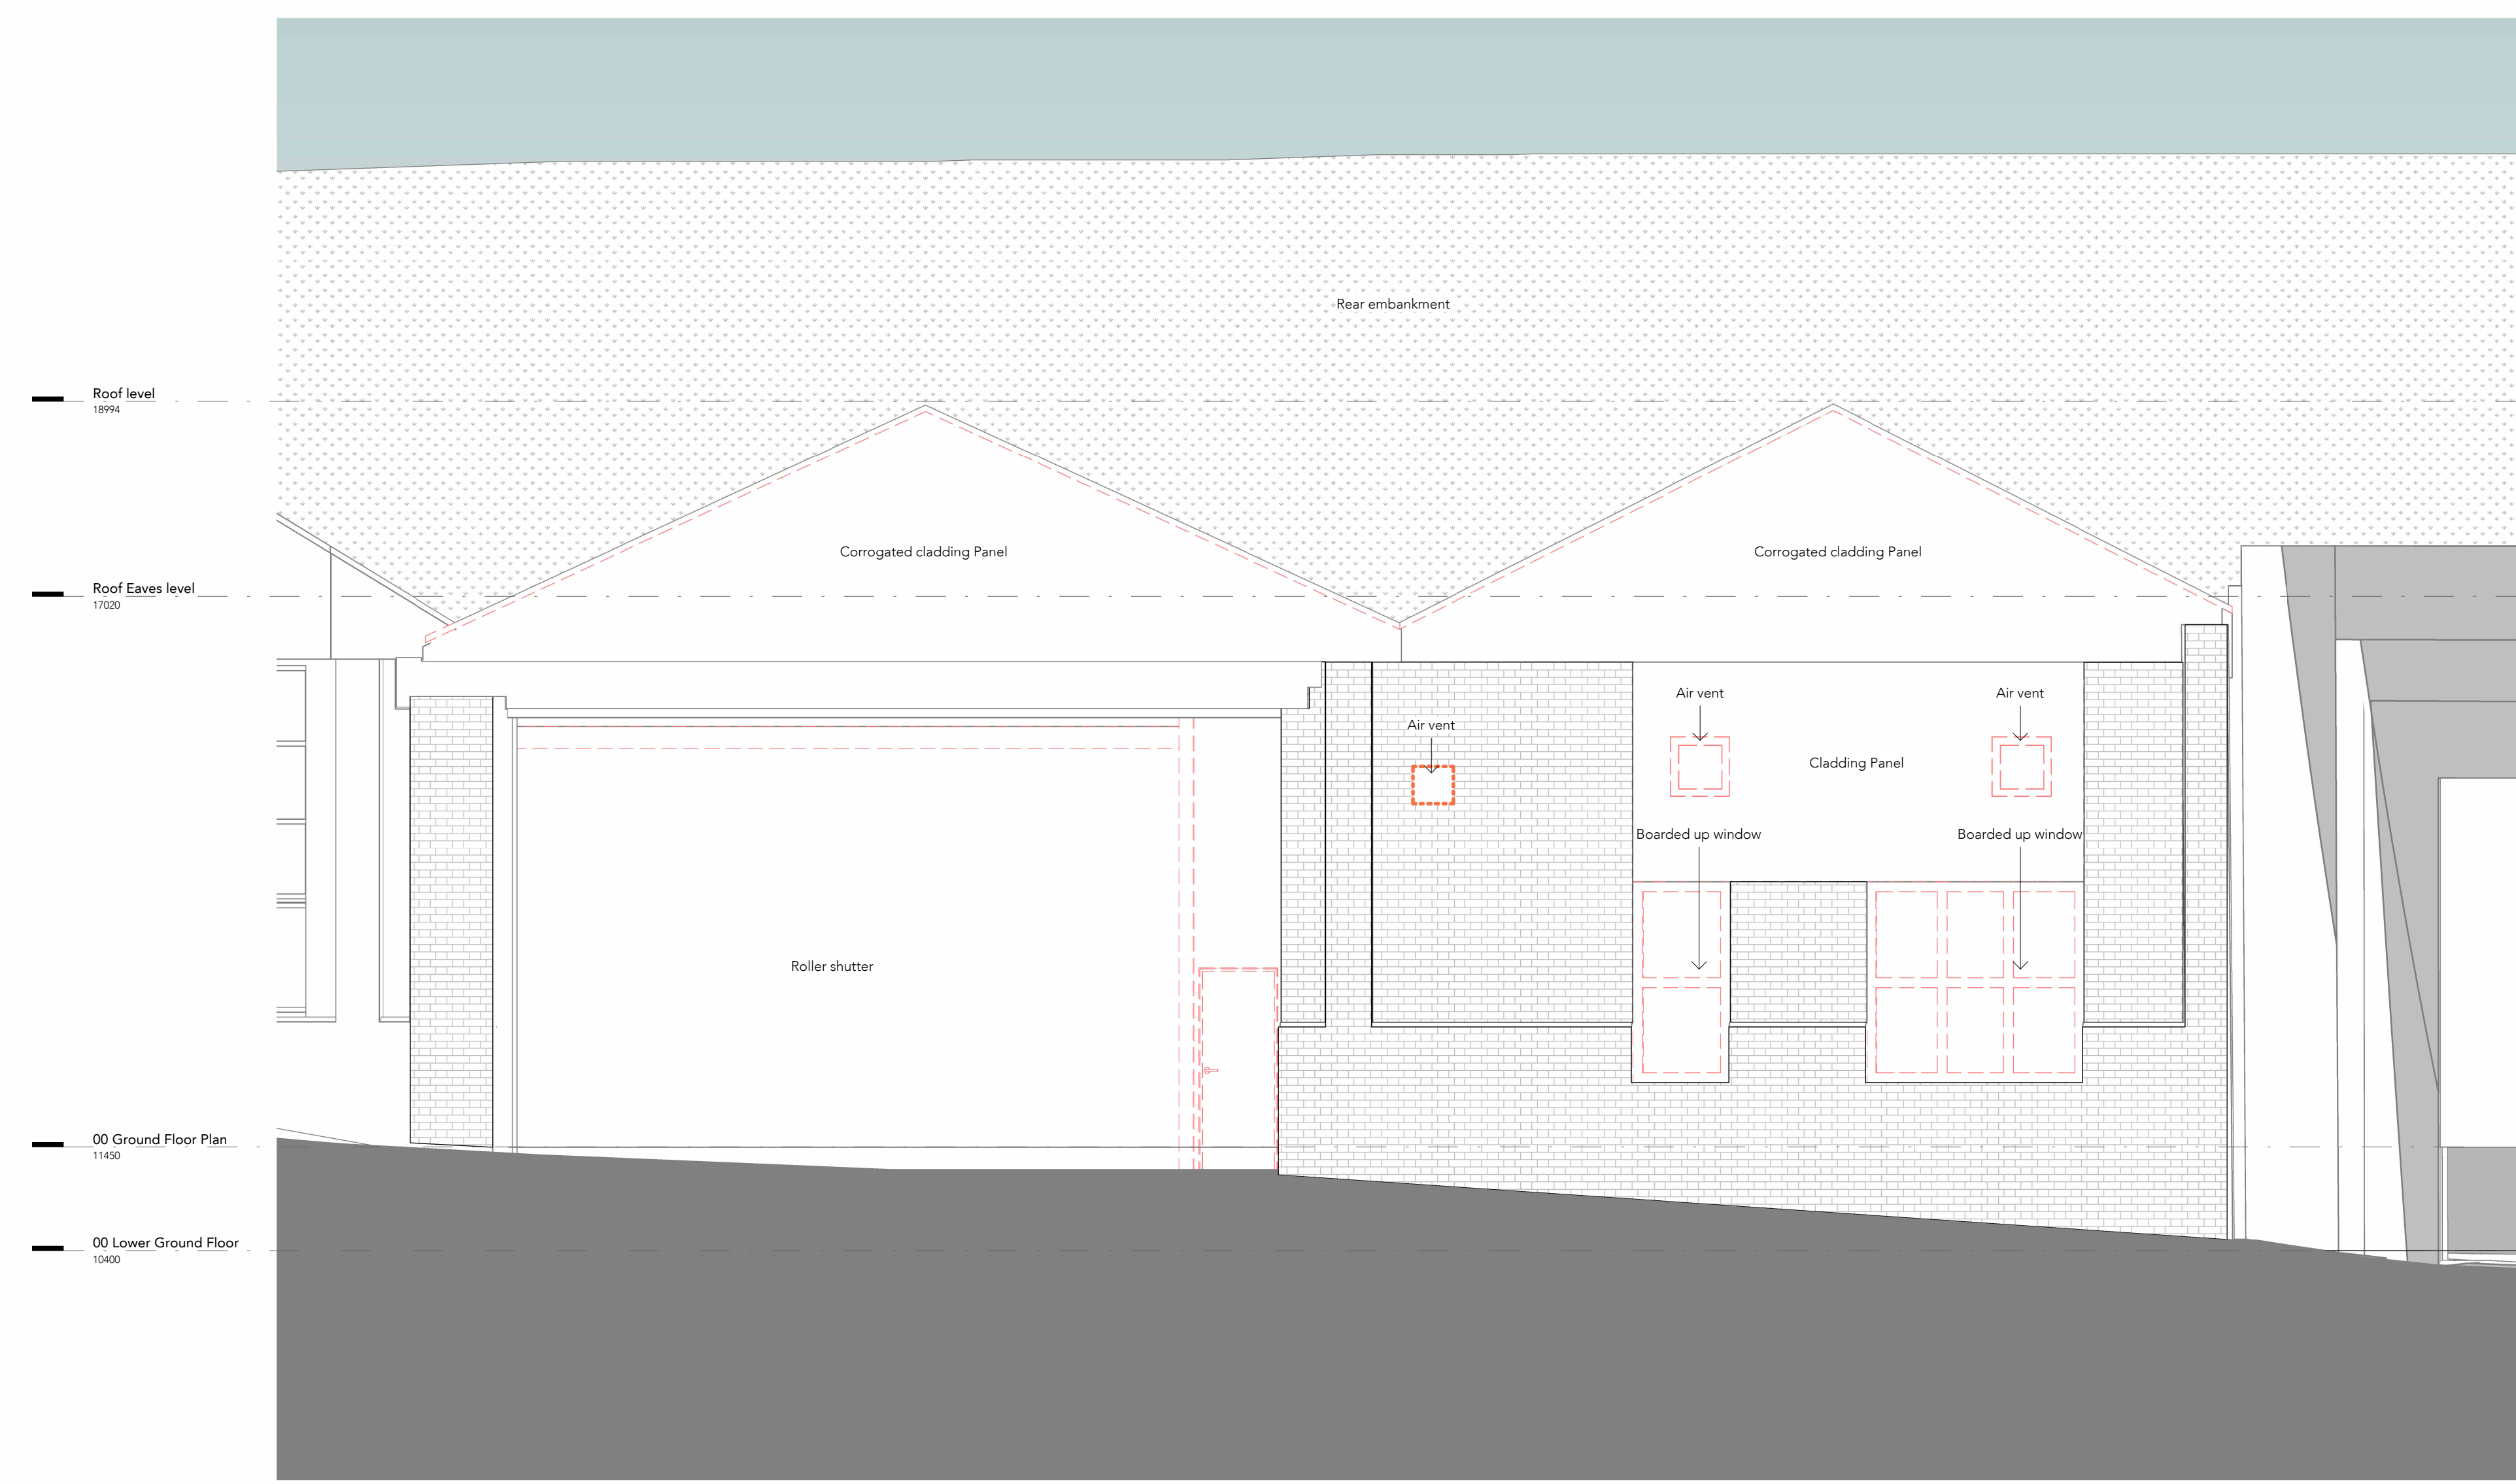 Rear embankment
Roof level
18994
Corrogated cladding Panel
Corrogated cladding Panel
Roof Eaves level
17020
Air vent
Air vent
Air vent
Cladding Panel
Boarded up window
Boarded up window
Roller shutter
00 Ground Floor Plan
11450
00 Lower Ground Floor
10400